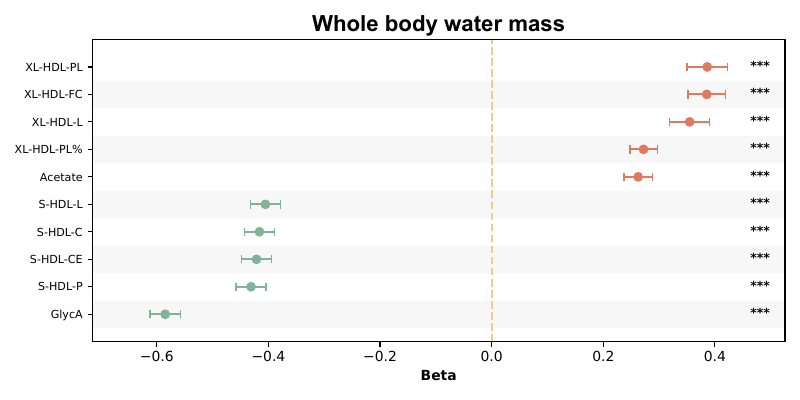 Whole body water mass
XL-HDL-PL ***
XL-HDL-FC ***
XL-HDL-L ***
XL-HDL-PL% ***
Acetate ***
S-HDL-L ***
S-HDL-C ***
S-HDL-CE ***
S-HDL-P ***
GlycA ***
−0.6 −0.4 −0.2 0.0 0.2 0.4
Beta